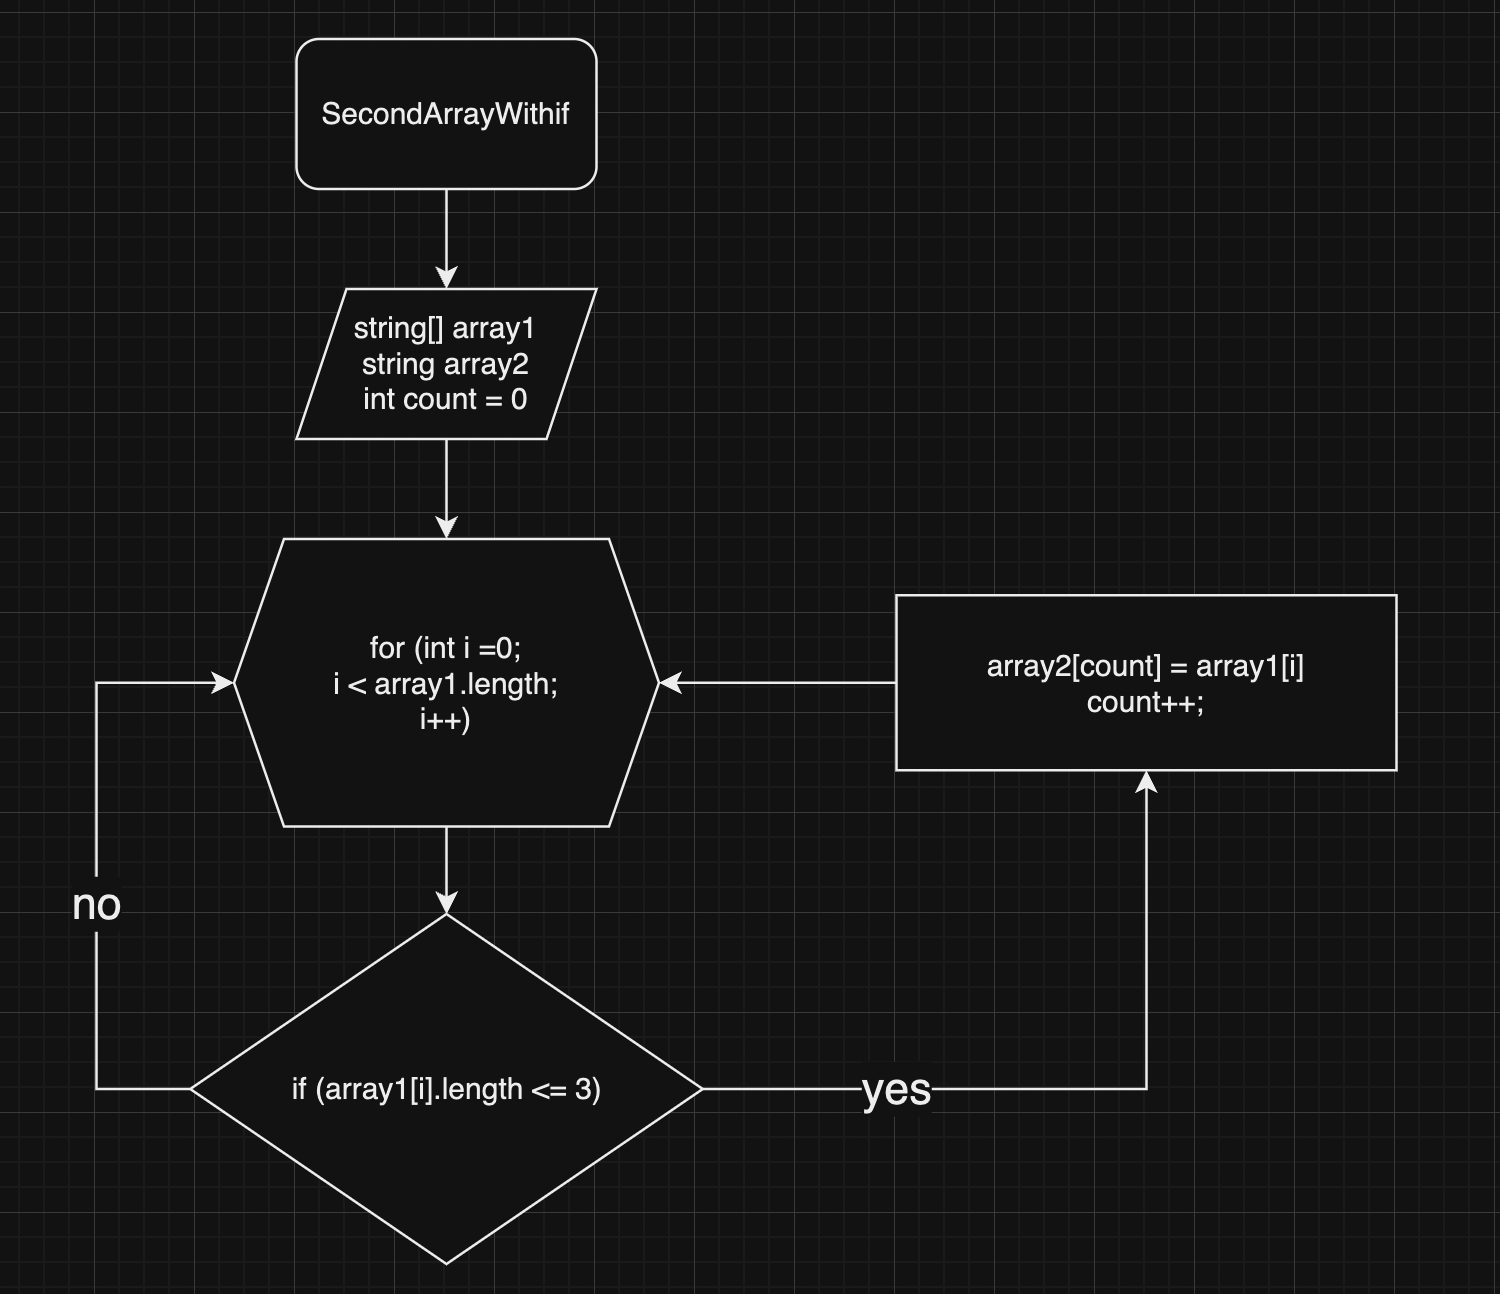 SecondArrayWithif
string[] array1
string array2
int count = 0
for (int i =0;
i < array1.length;
i++)
array2[count] = array1[i]
count++;
no
if (array1[i].length <= 3)
yes